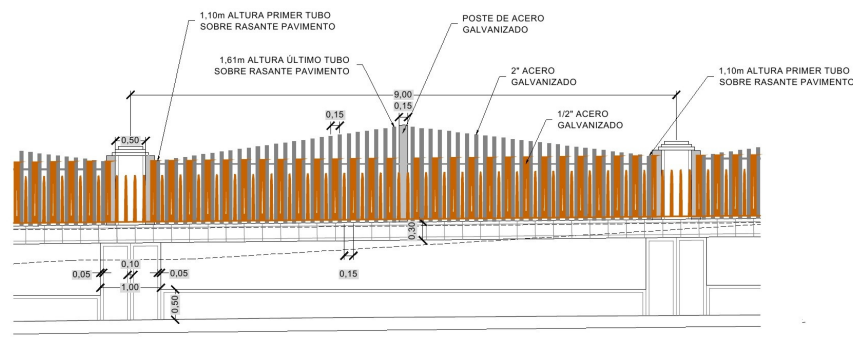 1,10m ALTURA PRIMER TUBO
SOBRE RASANTE PAVIMENTO
POSTE DE ACERO
GALVANIZADO
1,61m ALTURA ÚLTIMO TUBO
SOBRE RASANTE PAVIMENTO
2" ACERO
GALVANIZADO
1,10m ALTURA PRIMER TUBO
SOBRE RASANTE PAVIMENTO
9,00
0,15
0,15
1/2" ACERO
GALVANIZADO
0,50
0,30
0,10
0,05
0,05
0,15
1,00
0,50